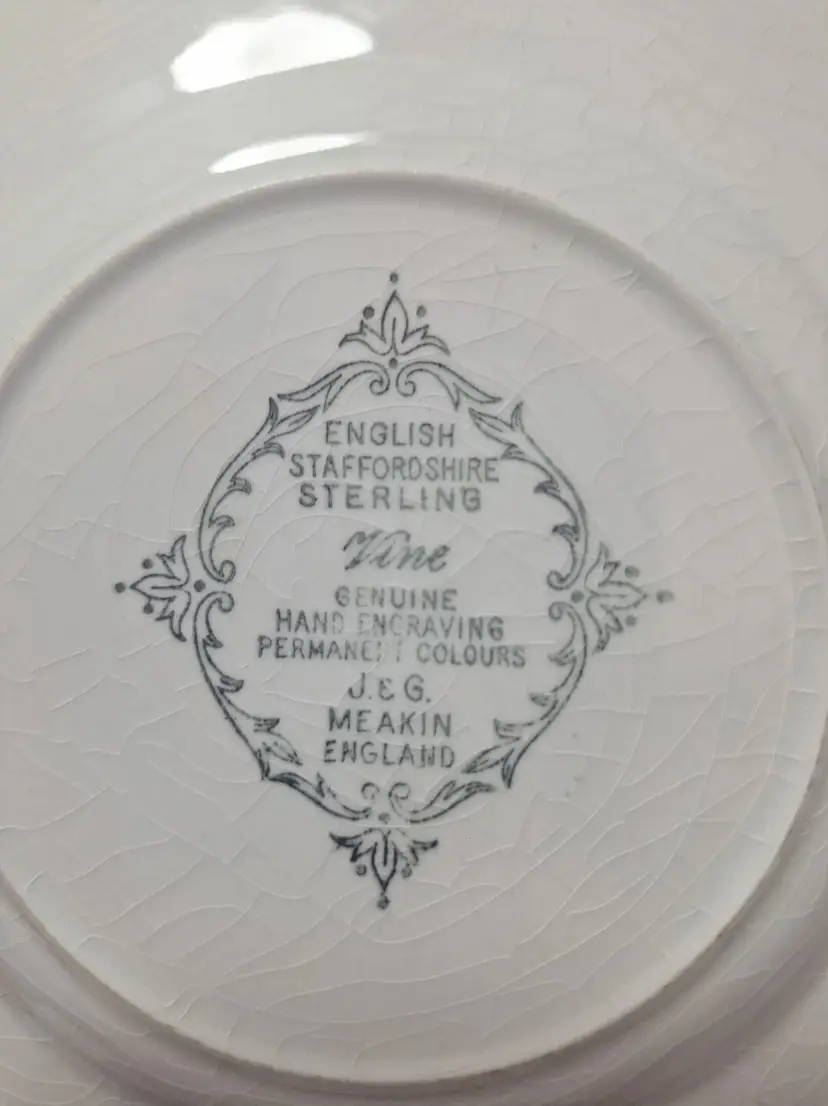 ENGLISH
STAFFORDSHIRE
STERLING
Vine
GENUINE
HAND ENGRAVING
PERMANENT COLOURS
J. & G.
MEAKIN
ENGLAND